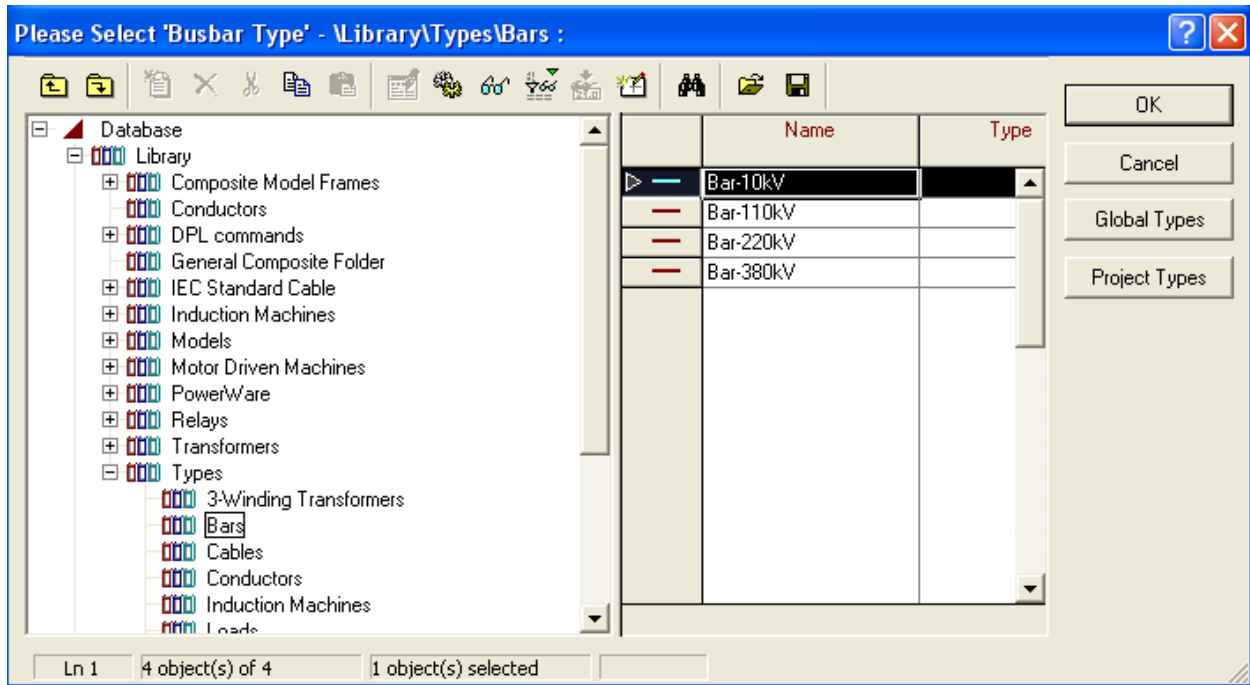 Please Select 'Busbar Type' - \Library\Types\Bars :
OK
Cancel
Global Types
Project Types
Database
Library
Composite Model Frames
Conductors
DPL commands
General Composite Folder
IEC Standard Cable
Induction Machines
Models
Motor Driven Machines
PowerWare
Relays
Transformers
Types
3-Winding Transformers
Bars
Cables
Conductors
Induction Machines
Loads
Name Type
Bar-10kV
Bar-110kV
Bar-220kV
Bar-380kV
Ln 1 4 object(s) of 4 1 object(s) selected